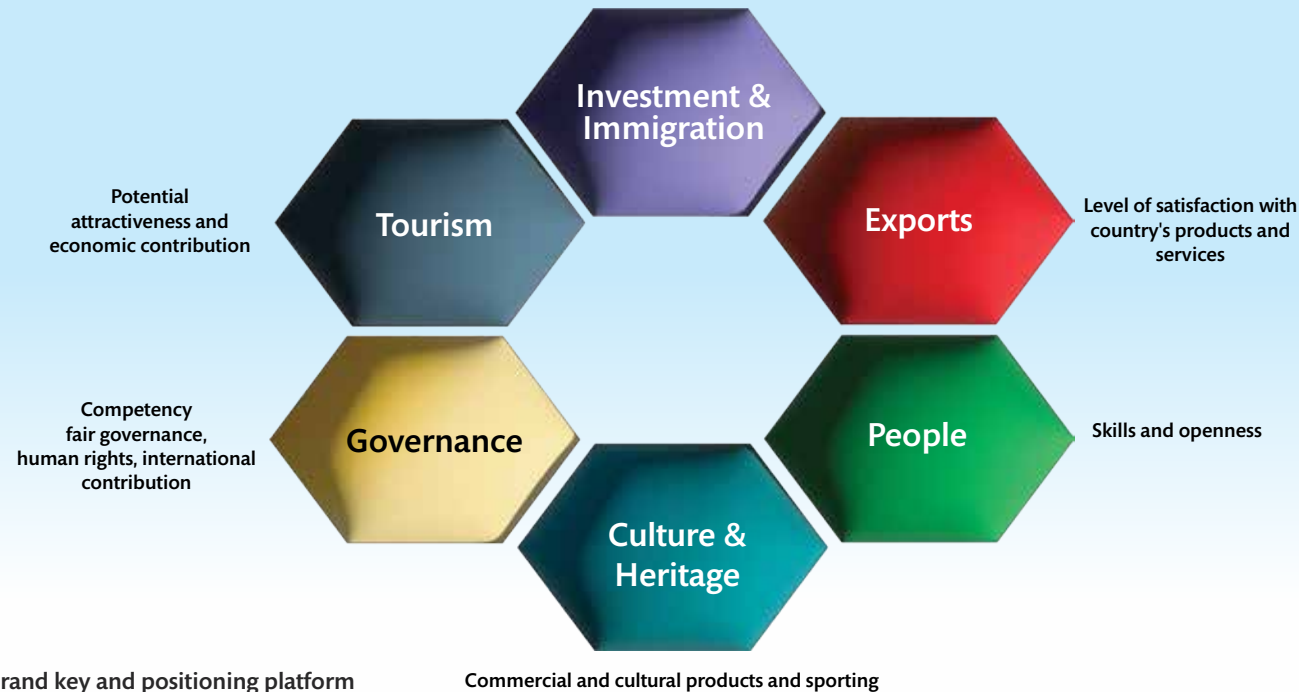 Investment &
Immigration
Tourism
Potential
attractiveness and
economic contribution
Exports
Level of satisfaction with
country's products and
services
Governance
Competency
fair governance,
human rights, international
contribution
People
Skills and openness
Culture &
Heritage
rand key and positioning platform
Commercial and cultural products and sporting